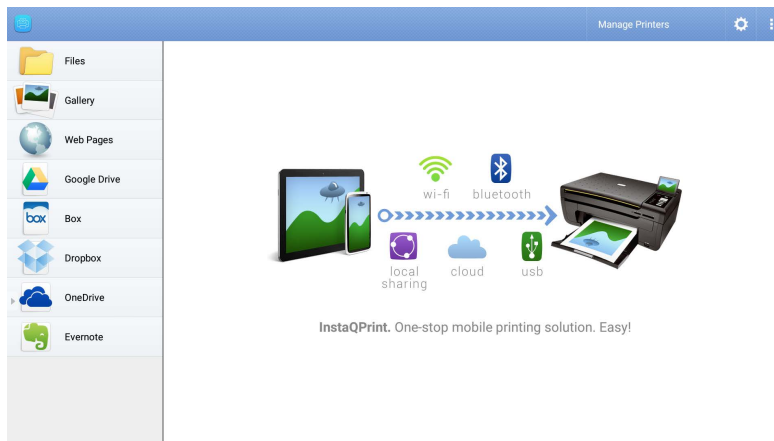 Manage Printers
Files
Gallery
Web Pages
Google Drive
box
Box
Dropbox
OneDrive
Evernote
wi-fi
bluetooth
local
sharing
cloud
usb
InstaQPrint. One-stop mobile printing solution. Easy!